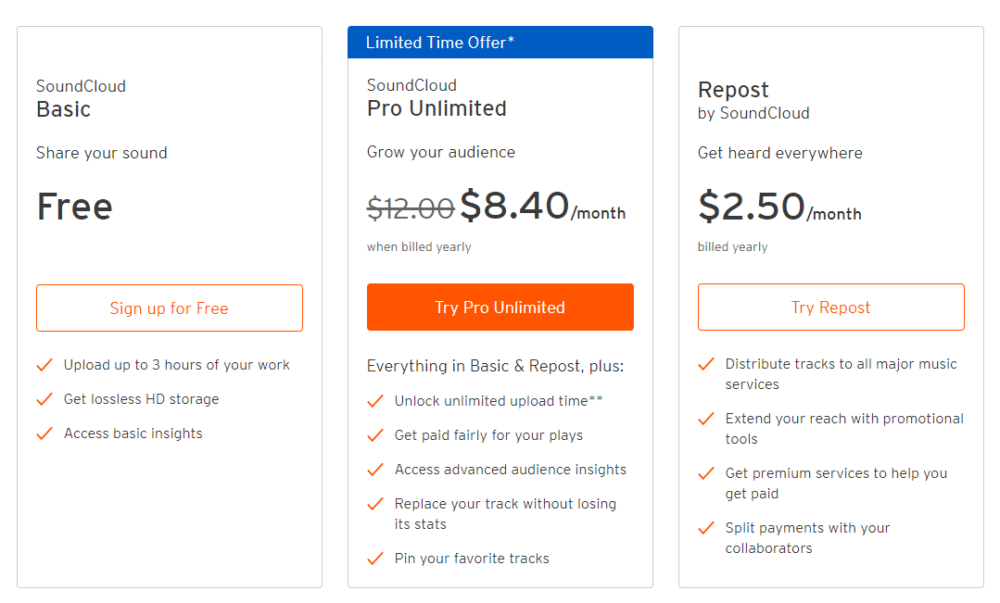 SoundCloud
Basic
Share your sound
Free
Sign up for Free
Upload up to 3 hours of your work
Get lossless HD storage
Access basic insights
Limited Time Offer*
SoundCloud
Pro Unlimited
Grow your audience
$12.00 $8.40/month
when billed yearly
Try Pro Unlimited
Everything in Basic & Repost, plus:
Unlock unlimited upload time**
Get paid fairly for your plays
Access advanced audience insights
Replace your track without losing
its stats
Pin your favorite tracks
Repost
by SoundCloud
Get heard everywhere
$2.50/month
billed yearly
Try Repost
Distribute tracks to all major music
services
Extend your reach with promotional
tools
Get premium services to help you
get paid
Split payments with your
collaborators